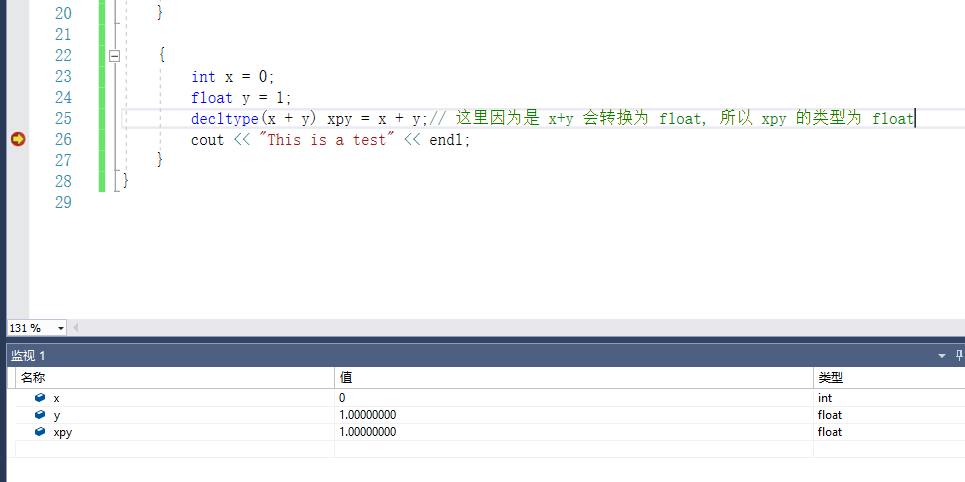 20 }
21
22 {
23 int x = 0;
24 float y = 1;
25 decltype(x + y) xpy = x + y;// 这里因为是 x+y 会转换为 float, 所以 xpy 的类型为 float
26 cout << "This is a test" << endl;
27 }
28 }
29
131 %
监视 1
名称 值 类型
x 0 int
y 1.00000000 float
xpy 1.00000000 float